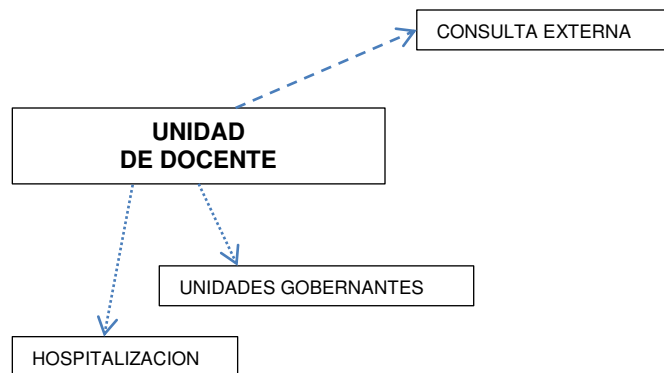 CONSULTA EXTERNA
UNIDAD
DE DOCENTE
UNIDADES GOBERNANTES
HOSPITALIZACION